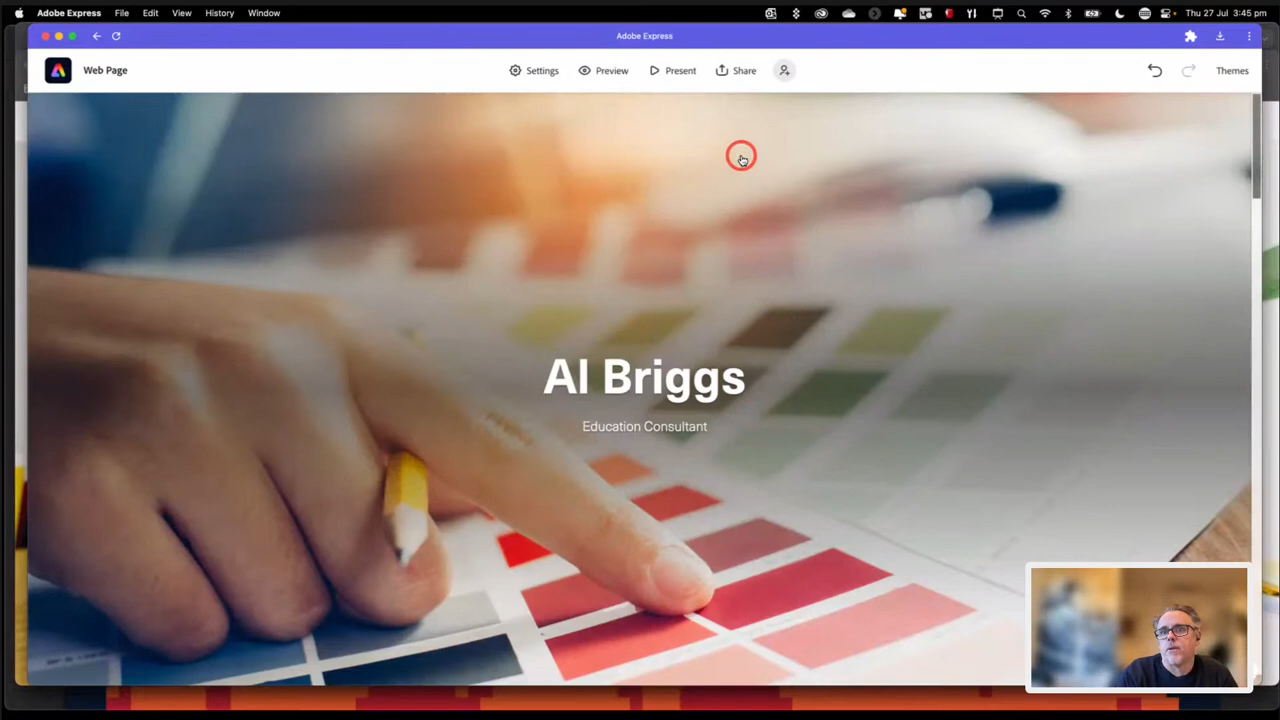 Adobe Express File Edit View History Window Thu 27 Jul 3:45 pm
Adobe Express
Web Page Settings Preview Present Share Themes
Al Briggs
Education Consultant